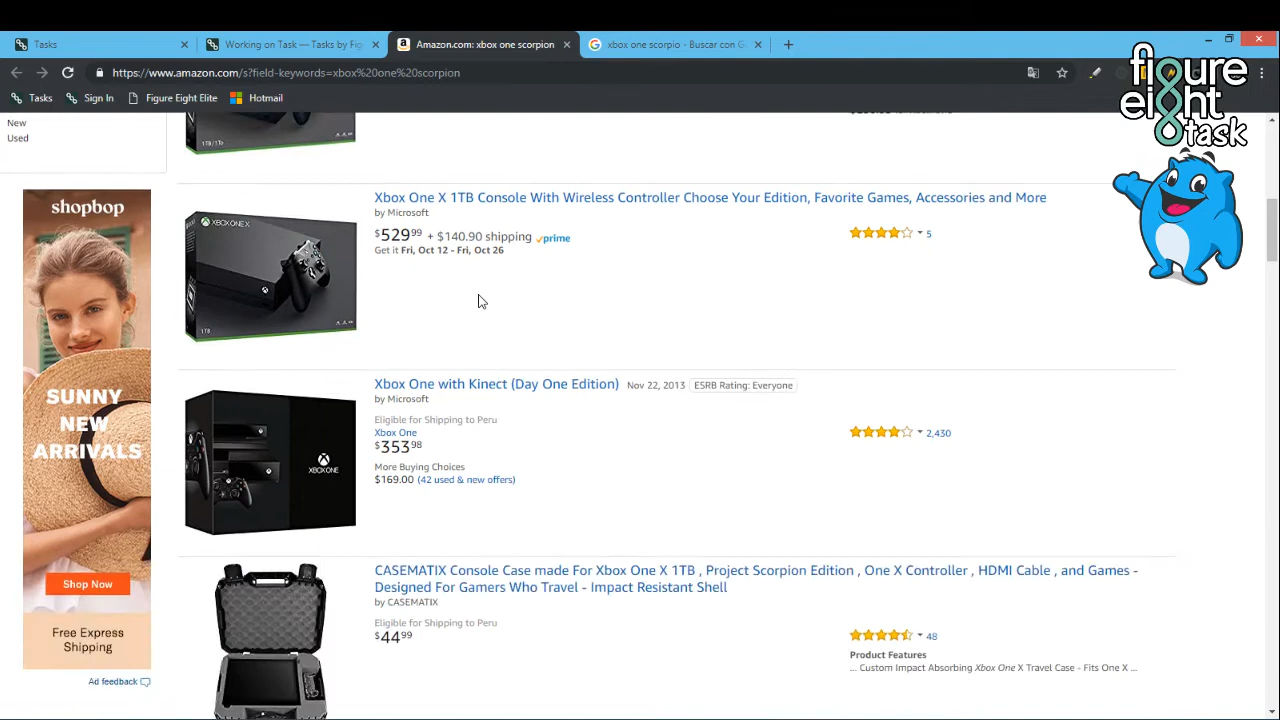 Tasks
Working on Task — Tasks by Fig
Amazon.com: xbox one scorpion
xbox one scorpio - Buscar con G
https://www.amazon.com/s?field-keywords=xbox%20one%20scorpion
Tasks
Sign In
Figure Eight Elite
Hotmail
figure
eight
task
New
Used
1TB/1To
shopbop
SUNNY
NEW
ARRIVALS
Shop Now
Free Express
Shipping
Ad feedback
Xbox One X 1TB Console With Wireless Controller Choose Your Edition, Favorite Games, Accessories and More
by Microsoft
$529.99 + $140.90 shipping prime
Get it Fri, Oct 12 - Fri, Oct 26
5
XBOX ONE X
1TB
Xbox One with Kinect (Day One Edition) Nov 22, 2013 ESRB Rating: Everyone
by Microsoft
Eligible for Shipping to Peru
Xbox One
$353.98
More Buying Choices
$169.00 (42 used & new offers)
2,430
XBOX ONE
CASEMATIX Console Case made For Xbox One X 1TB , Project Scorpion Edition , One X Controller , HDMI Cable , and Games -
Designed For Gamers Who Travel - Impact Resistant Shell
by CASEMATIX
Eligible for Shipping to Peru
$44.99
48
Product Features
... Custom Impact Absorbing Xbox One X Travel Case - Fits One X ...